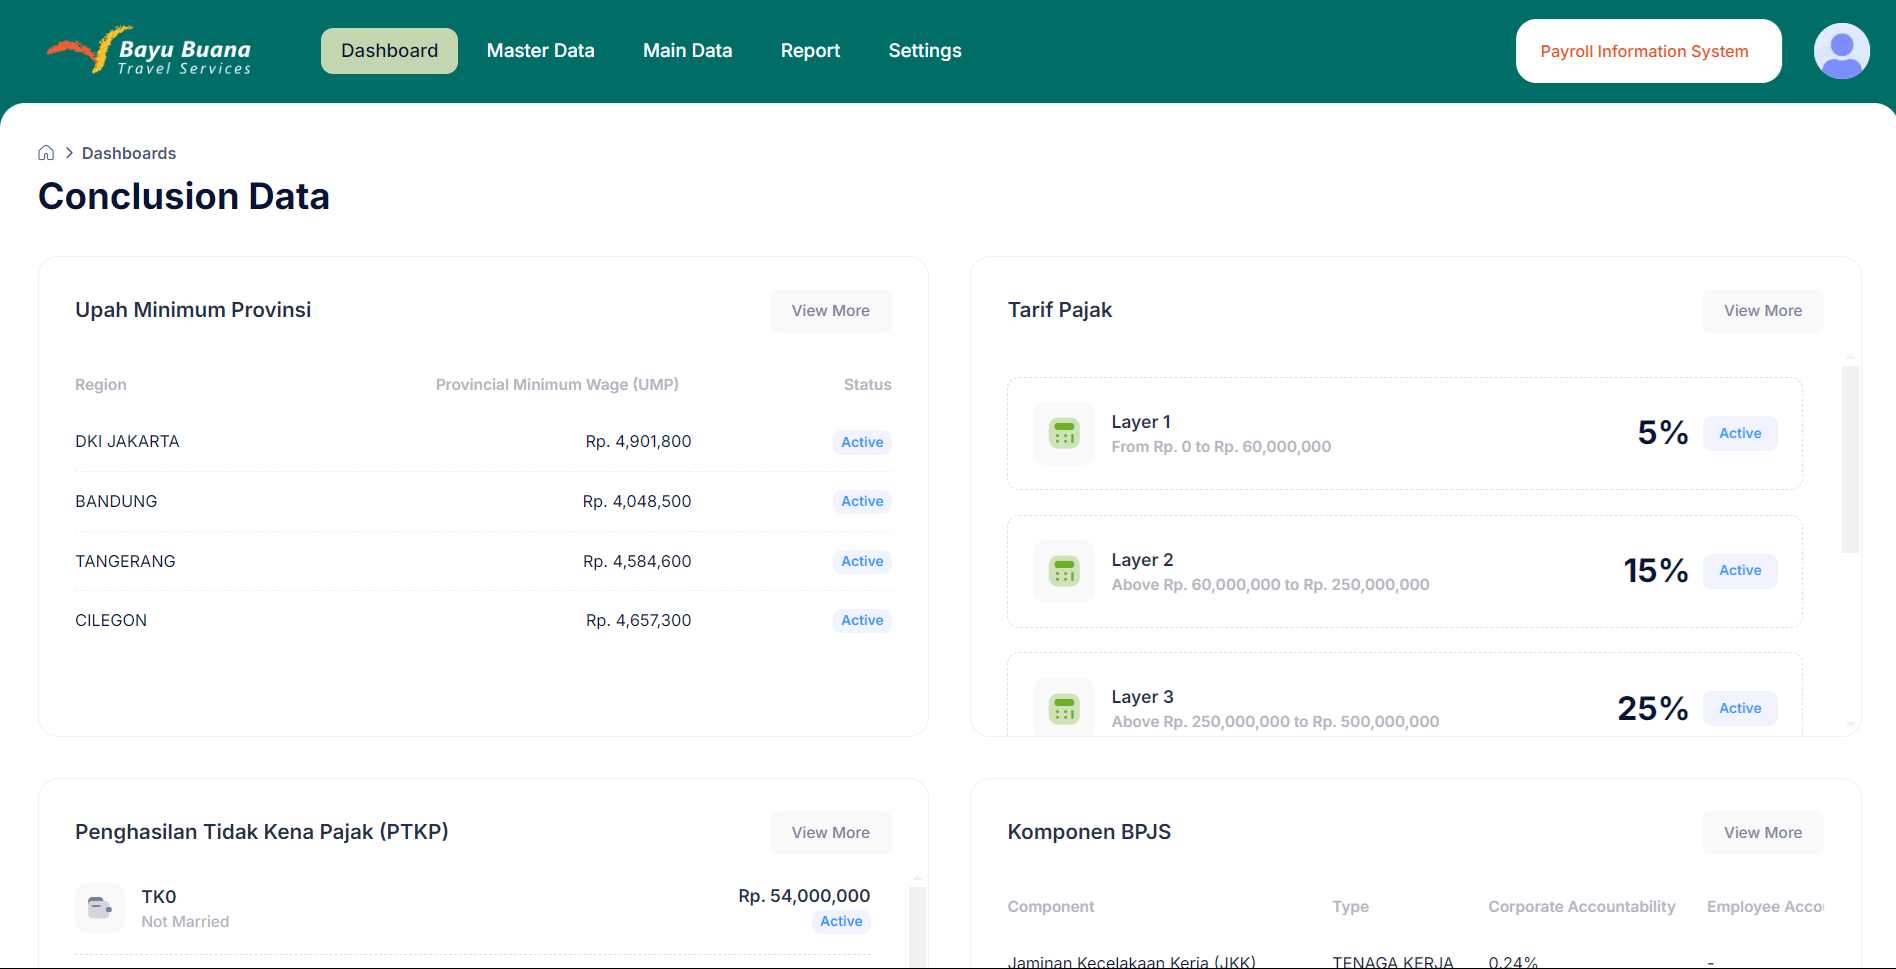 Bayu Buana
Travel Services
Dashboard
Master Data
Main Data
Report
Settings
Payroll Information System
Dashboards
Conclusion Data
Upah Minimum Provinsi
View More
Region Provincial Minimum Wage (UMP) Status
DKI JAKARTA Rp. 4,901,800 Active
BANDUNG Rp. 4,048,500 Active
TANGERANG Rp. 4,584,600 Active
CILEGON Rp. 4,657,300 Active
Tarif Pajak
View More
Layer 1
From Rp. 0 to Rp. 60,000,000
5% Active
Layer 2
Above Rp. 60,000,000 to Rp. 250,000,000
15% Active
Layer 3
Above Rp. 250,000,000 to Rp. 500,000,000
25% Active
Penghasilan Tidak Kena Pajak (PTKP)
View More
TK0
Not Married
Rp. 54,000,000
Active
Komponen BPJS
View More
Component Type Corporate Accountability Employee Acco
Jaminan Kecelakaan Kerja (JKK) TENAGA KERJA 0.24% -